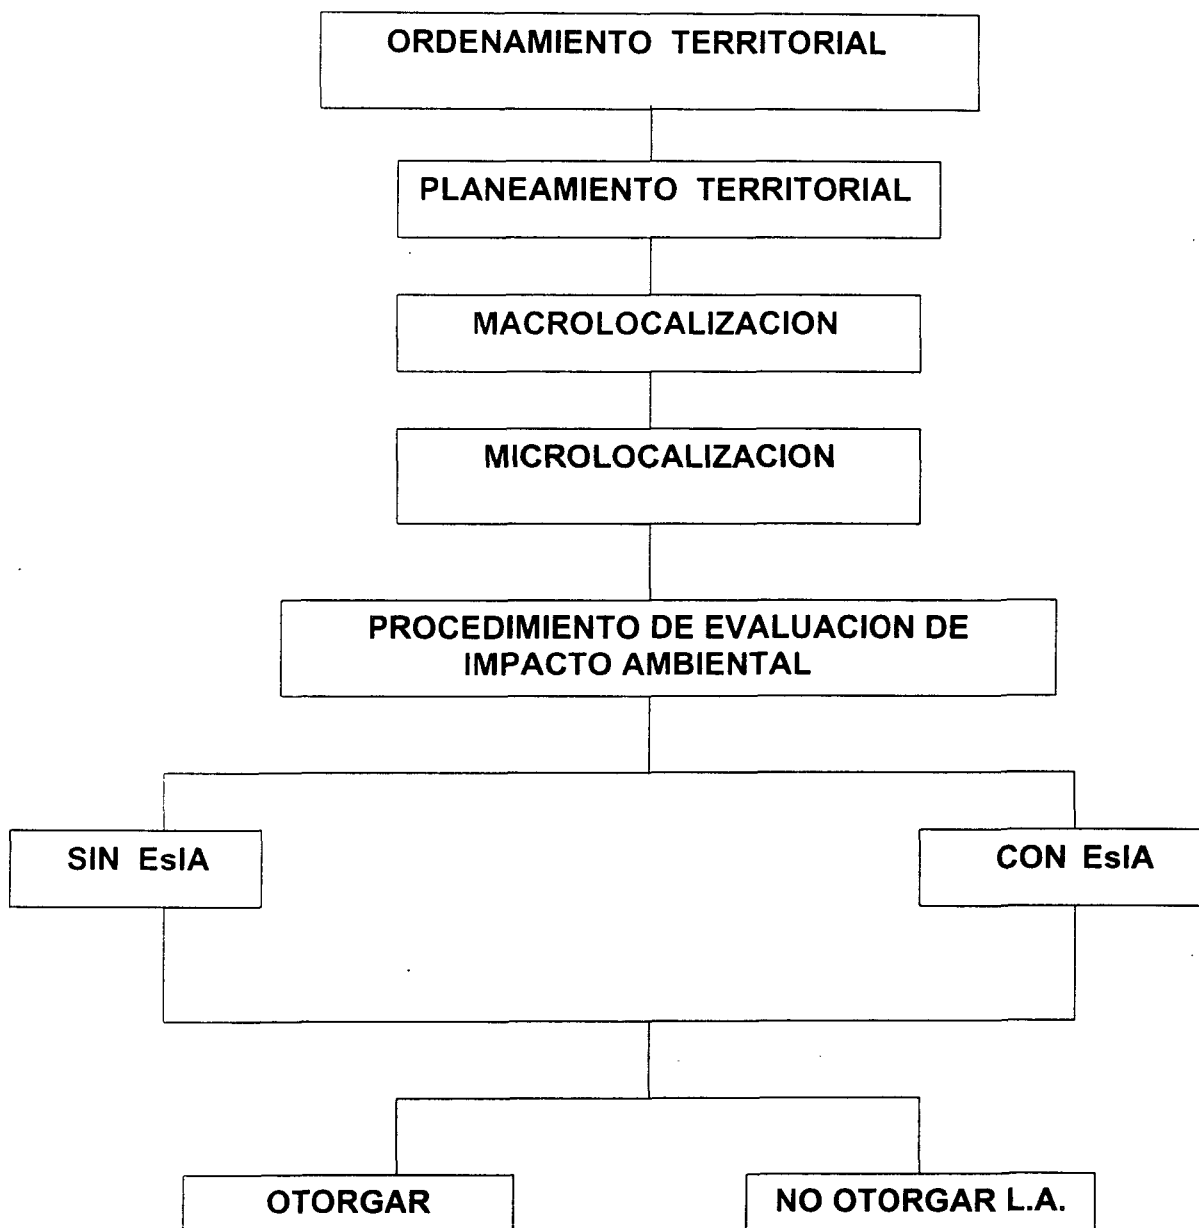 ORDENAMIENTO TERRITORIAL
PLANEAMIENTO TERRITORIAL
MACROLOCALIZACION
MICROLOCALIZACION
PROCEDIMIENTO DE EVALUACION DE
IMPACTO AMBIENTAL
SIN EsIA
CON EsIA
OTORGAR
NO OTORGAR L.A.